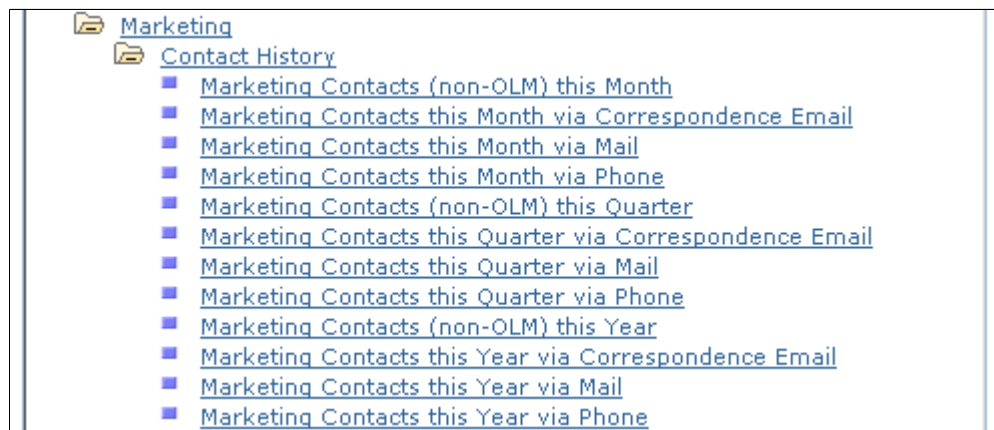 Marketing
Contact History
Marketing Contacts (non-OLM) this Month
Marketing Contacts this Month via Correspondence Email
Marketing Contacts this Month via Mail
Marketing Contacts this Month via Phone
Marketing Contacts (non-OLM) this Quarter
Marketing Contacts this Quarter via Correspondence Email
Marketing Contacts this Quarter via Mail
Marketing Contacts this Quarter via Phone
Marketing Contacts (non-OLM) this Year
Marketing Contacts this Year via Correspondence Email
Marketing Contacts this Year via Mail
Marketing Contacts this Year via Phone